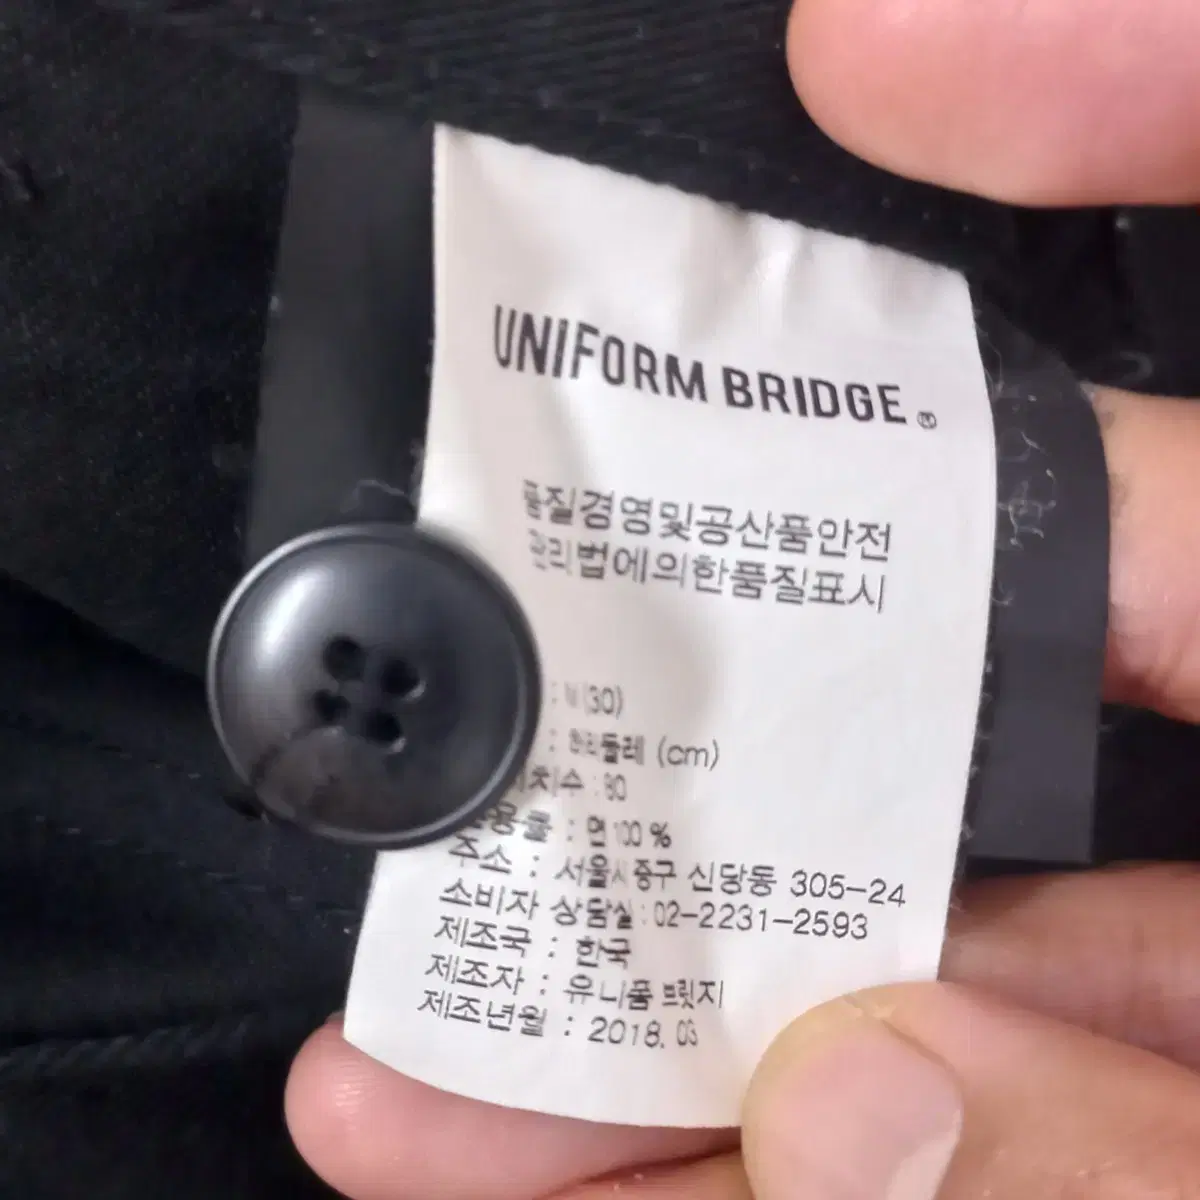 UNIFORM BRIDGE ®
품질경영및공산품안전
관리법에의한품질표시
: M(30)
: 허리둘레 (cm)
치수 : 80
혼용률 : 면 100 %
주소 : 서울시 중구 신당동 305-24
소비자 상담실 : 02-2231-2593
제조국 : 한국
제조자 : 유니폼 브릿지
제조년월 : 2018. 03